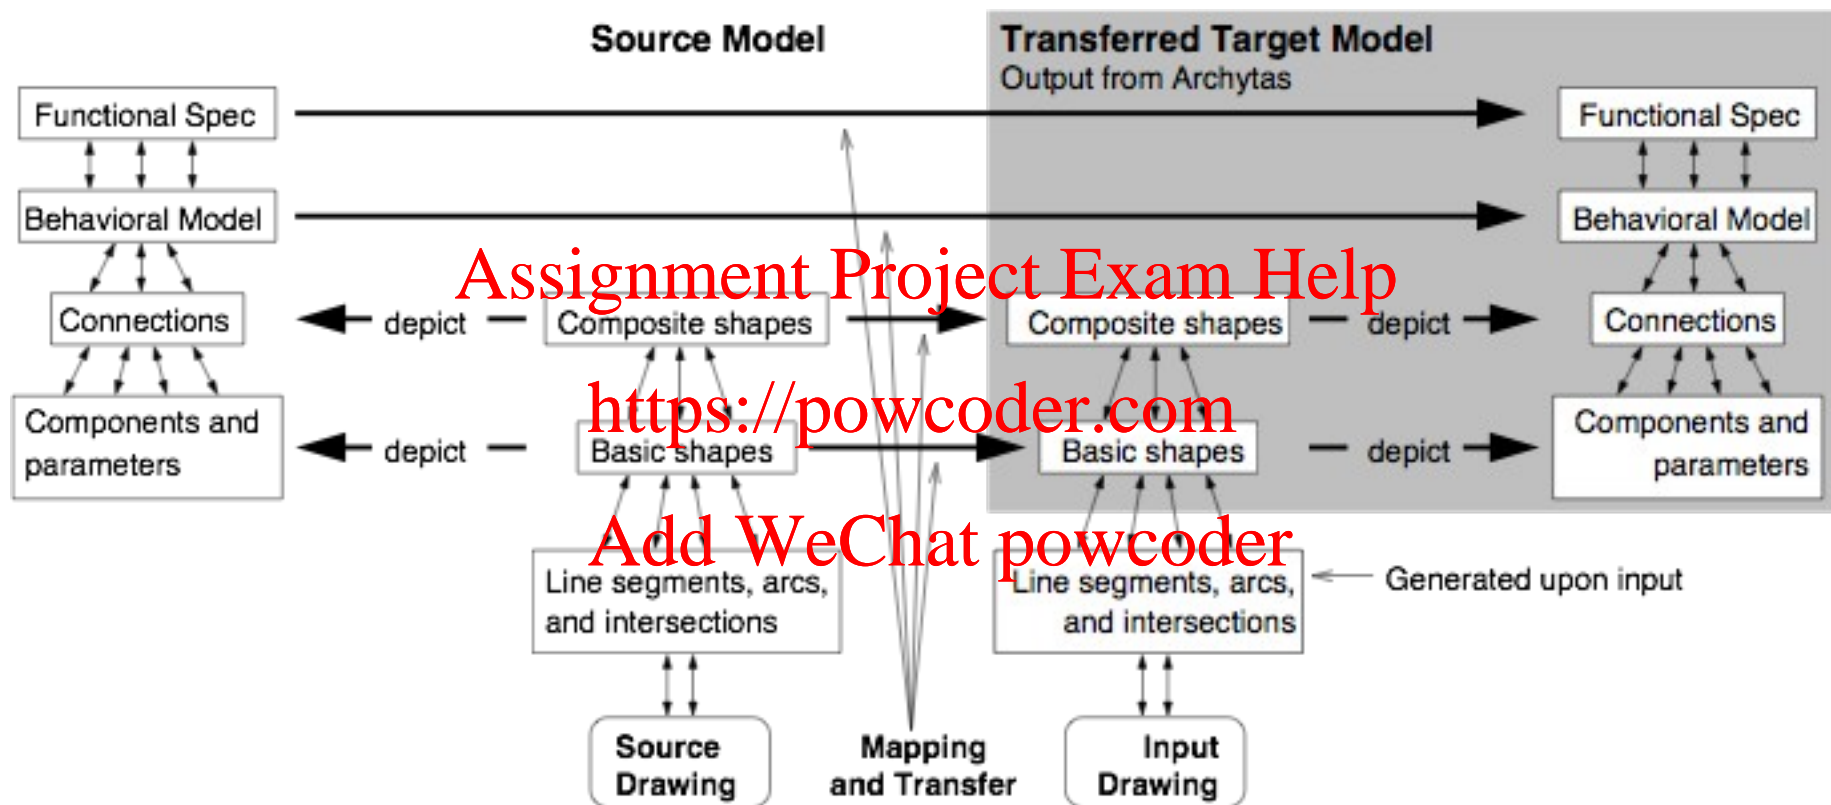 Source Model
Transferred Target Model
Output from Archytas
Functional Spec
Functional Spec
Behavioral Model
Behavioral Model
Assignment Project Exam Help
Connections
depict
Composite shapes
Composite shapes
depict
Connections
https://powcoder.com
Components and
parameters
depict
Basic shapes
Basic shapes
depict
Components and
parameters
Add WeChat powcoder
Line segments, arcs,
and intersections
Line segments, arcs,
and intersections
Generated upon input
Source
Drawing
Mapping
and Transfer
Input
Drawing